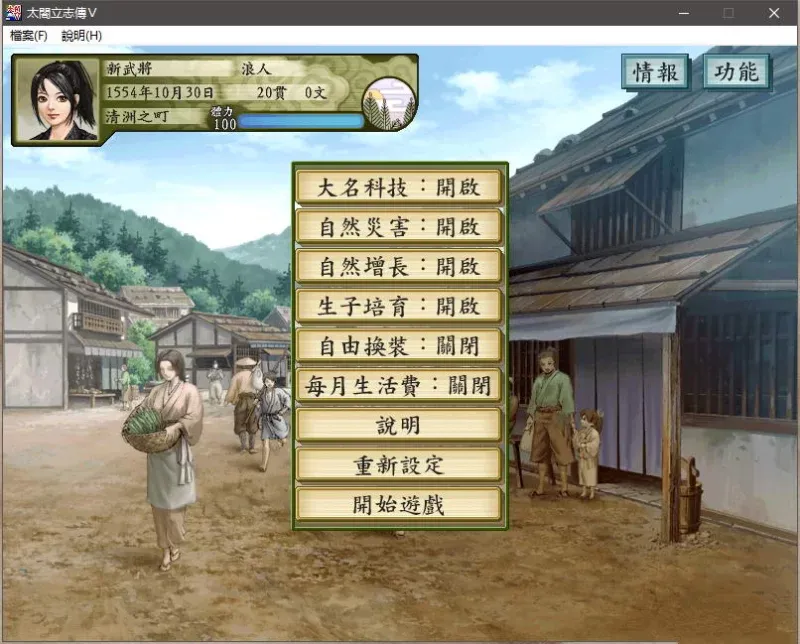 太閤立志傳V
檔案(F) 說明(H)
新武將 浪人
1554年10月30日 20貫 0文
清洲之町 體力 100
情報 功能
大名科技：開啟
自然災害：開啟
自然增長：開啟
生子培育：開啟
自由換裝：關閉
每月生活費：關閉
說明
重新設定
開始遊戲